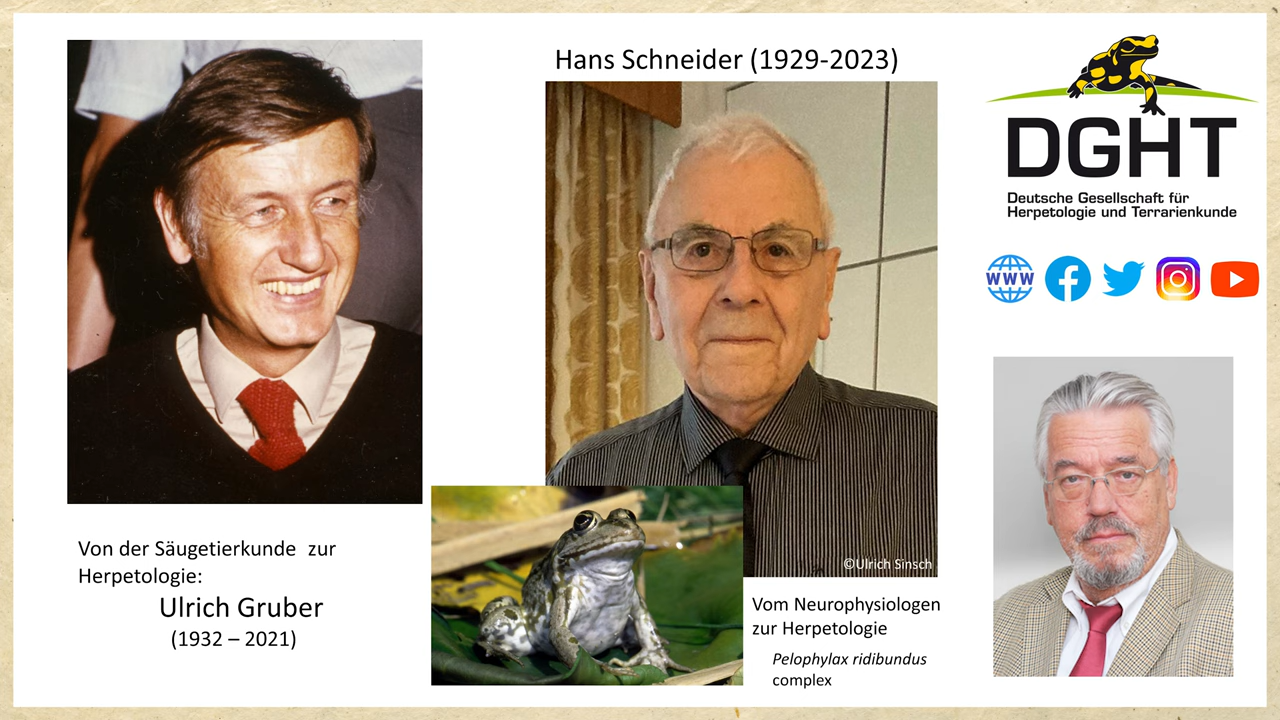 Hans Schneider (1929-2023)
DGHT
Deutsche Gesellschaft für
Herpetologie und Terrarienkunde
WWW
©Ulrich Sinsch
Von der Säugetierkunde zur
Herpetologie:
Ulrich Gruber
(1932 – 2021)
Vom Neurophysiologen
zur Herpetologie
Pelophylax ridibundus
complex